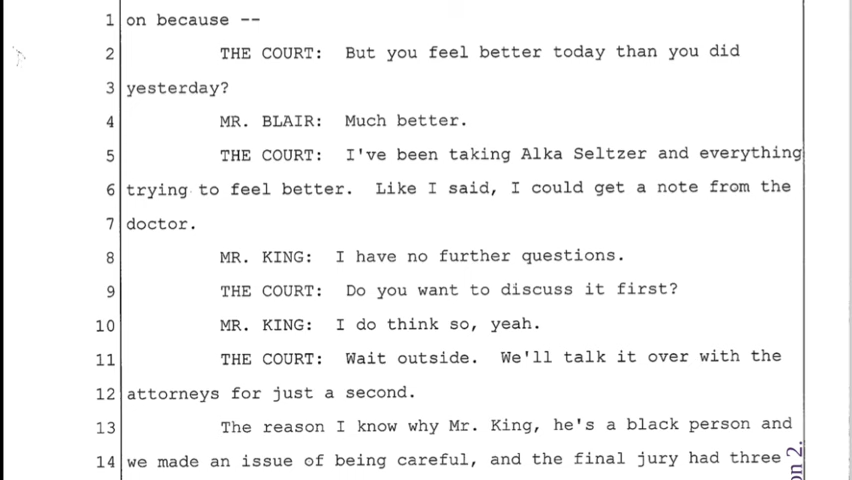 1 on because --
2 THE COURT: But you feel better today than you did
3 yesterday?
4 MR. BLAIR: Much better.
5 THE COURT: I've been taking Alka Seltzer and everything
6 trying to feel better. Like I said, I could get a note from the
7 doctor.
8 MR. KING: I have no further questions.
9 THE COURT: Do you want to discuss it first?
10 MR. KING: I do think so, yeah.
11 THE COURT: Wait outside. We'll talk it over with the
12 attorneys for just a second.
13 The reason I know why Mr. King, he's a black person and
14 we made an issue of being careful, and the final jury had three
on 2.